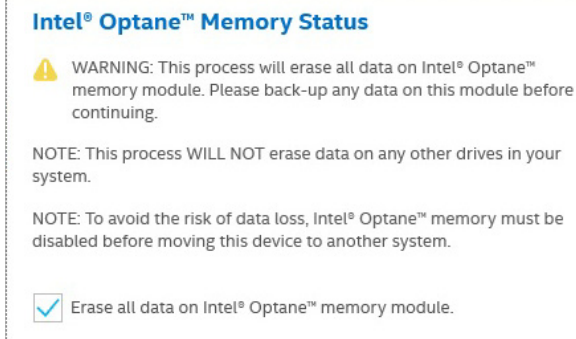 Intel® Optane™ Memory Status
WARNING: This process will erase all data on Intel® Optane™
memory module. Please back-up any data on this module before
continuing.
NOTE: This process WILL NOT erase data on any other drives in your
system.
NOTE: To avoid the risk of data loss, Intel® Optane™ memory must be
disabled before moving this device to another system.
Erase all data on Intel® Optane™ memory module.